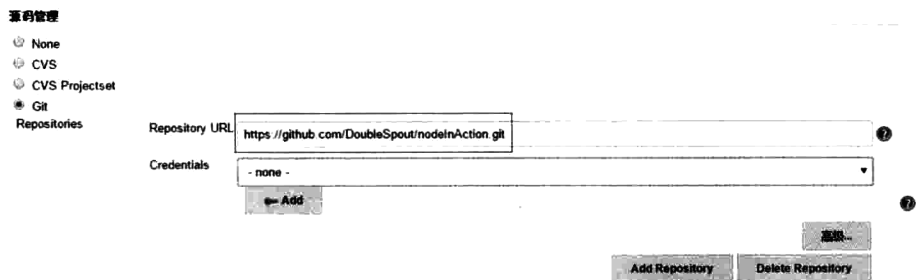 源码管理
None
CVS
CVS Projectset
Git
Repositories
Repository URL
https://github.com/DoubleSpout/nodeInAction.git
Credentials
- none -
Add
高级...
Add Repository
Delete Repository